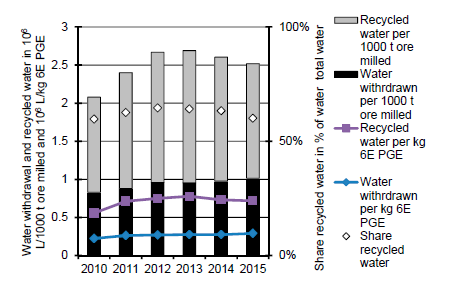 Water withdrawal and recycled water in 10⁶
L/1000 t ore milled and 10⁶ L/kg 6E PGE
3
2.5
2
1.5
1
0.5
0
2010 2011 2012 2013 2014 2015
100%
50%
0%
Share recycled water in % of water total water
Recycled
water per
1000 t ore
milled
Water
withrdrawn
per 1000 t
ore milled
Recycled
water per kg
6E PGE
Water
withrdrawn
per kg 6E
PGE
Share
recycled
water